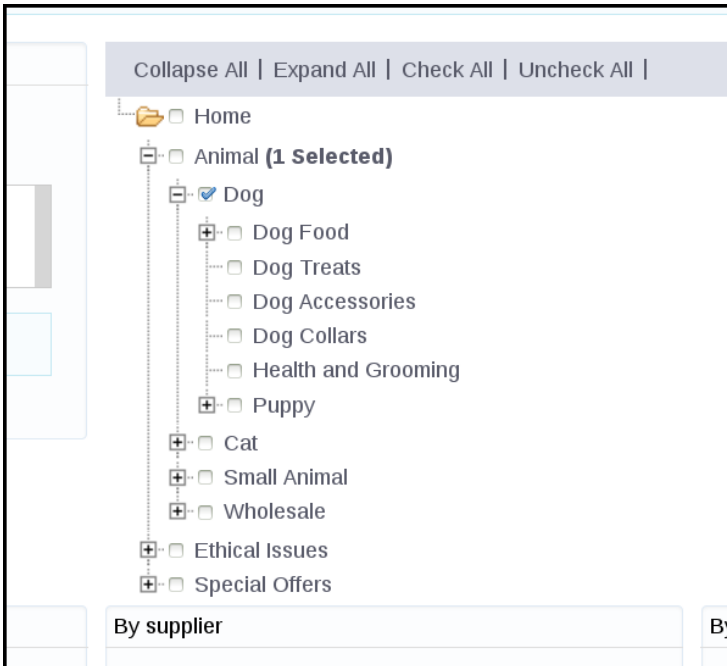 Collapse All | Expand All | Check All | Uncheck All |
Home
Animal (1 Selected)
Dog
Dog Food
Dog Treats
Dog Accessories
Dog Collars
Health and Grooming
Puppy
Cat
Small Animal
Wholesale
Ethical Issues
Special Offers
By supplier By